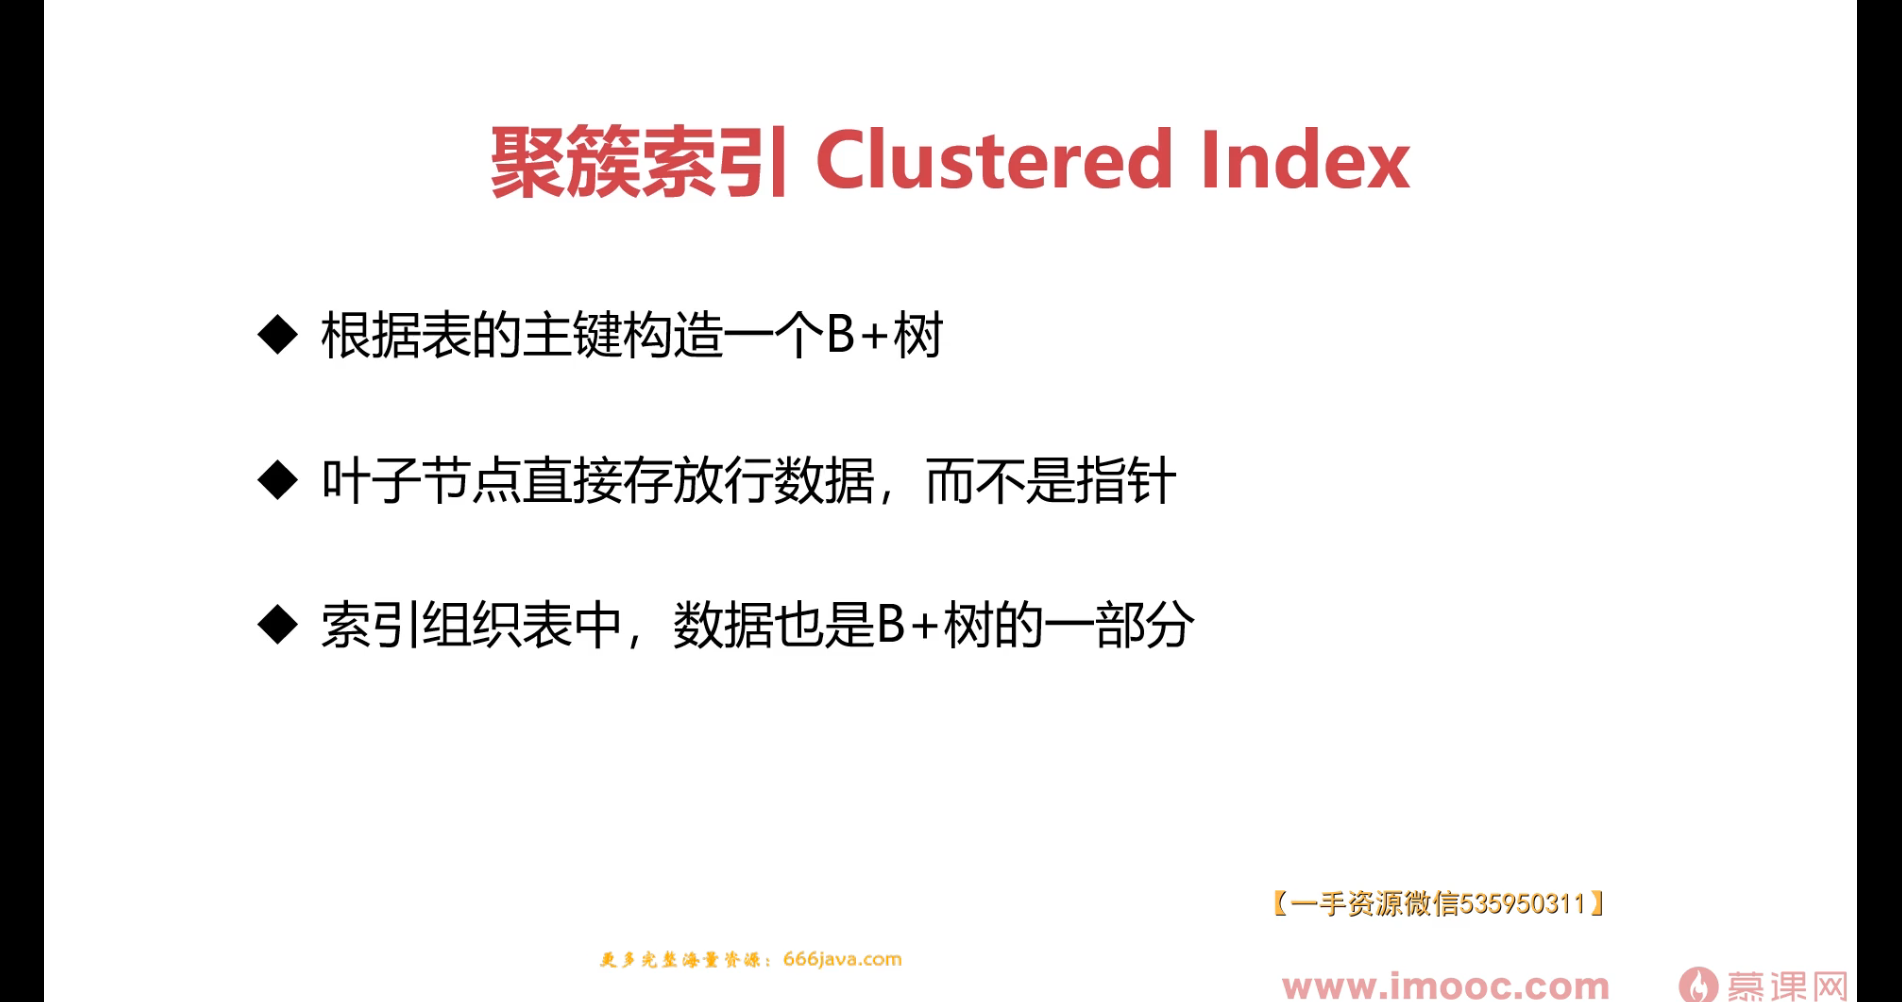 聚簇索引 Clustered Index
◆ 根据表的主键构造一个B+树
◆ 叶子节点直接存放行数据，而不是指针
◆ 索引组织表中，数据也是B+树的一部分
【一手资源微信535950311】
更多完整海量资源：666java.com
www.imooc.com 慕课网